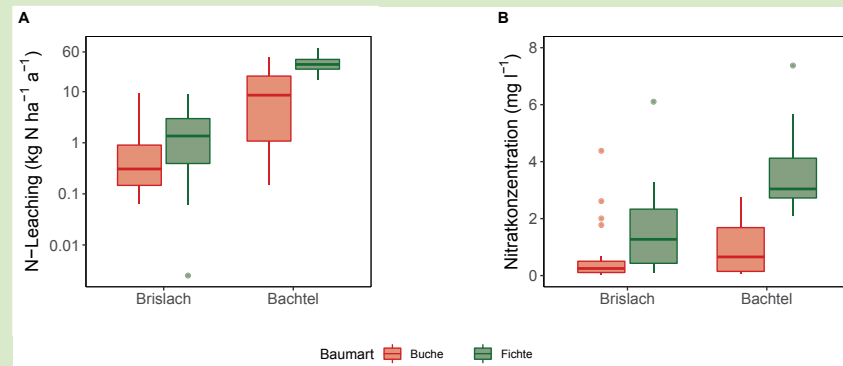 A
N−Leaching (kg N ha⁻¹ a⁻¹)
60
10
1
0.1
0.01
Brislach
Bachtel
B
Nitratkonzentration (mg l⁻¹)
8
6
4
2
0
Brislach
Bachtel
Baumart Buche Fichte